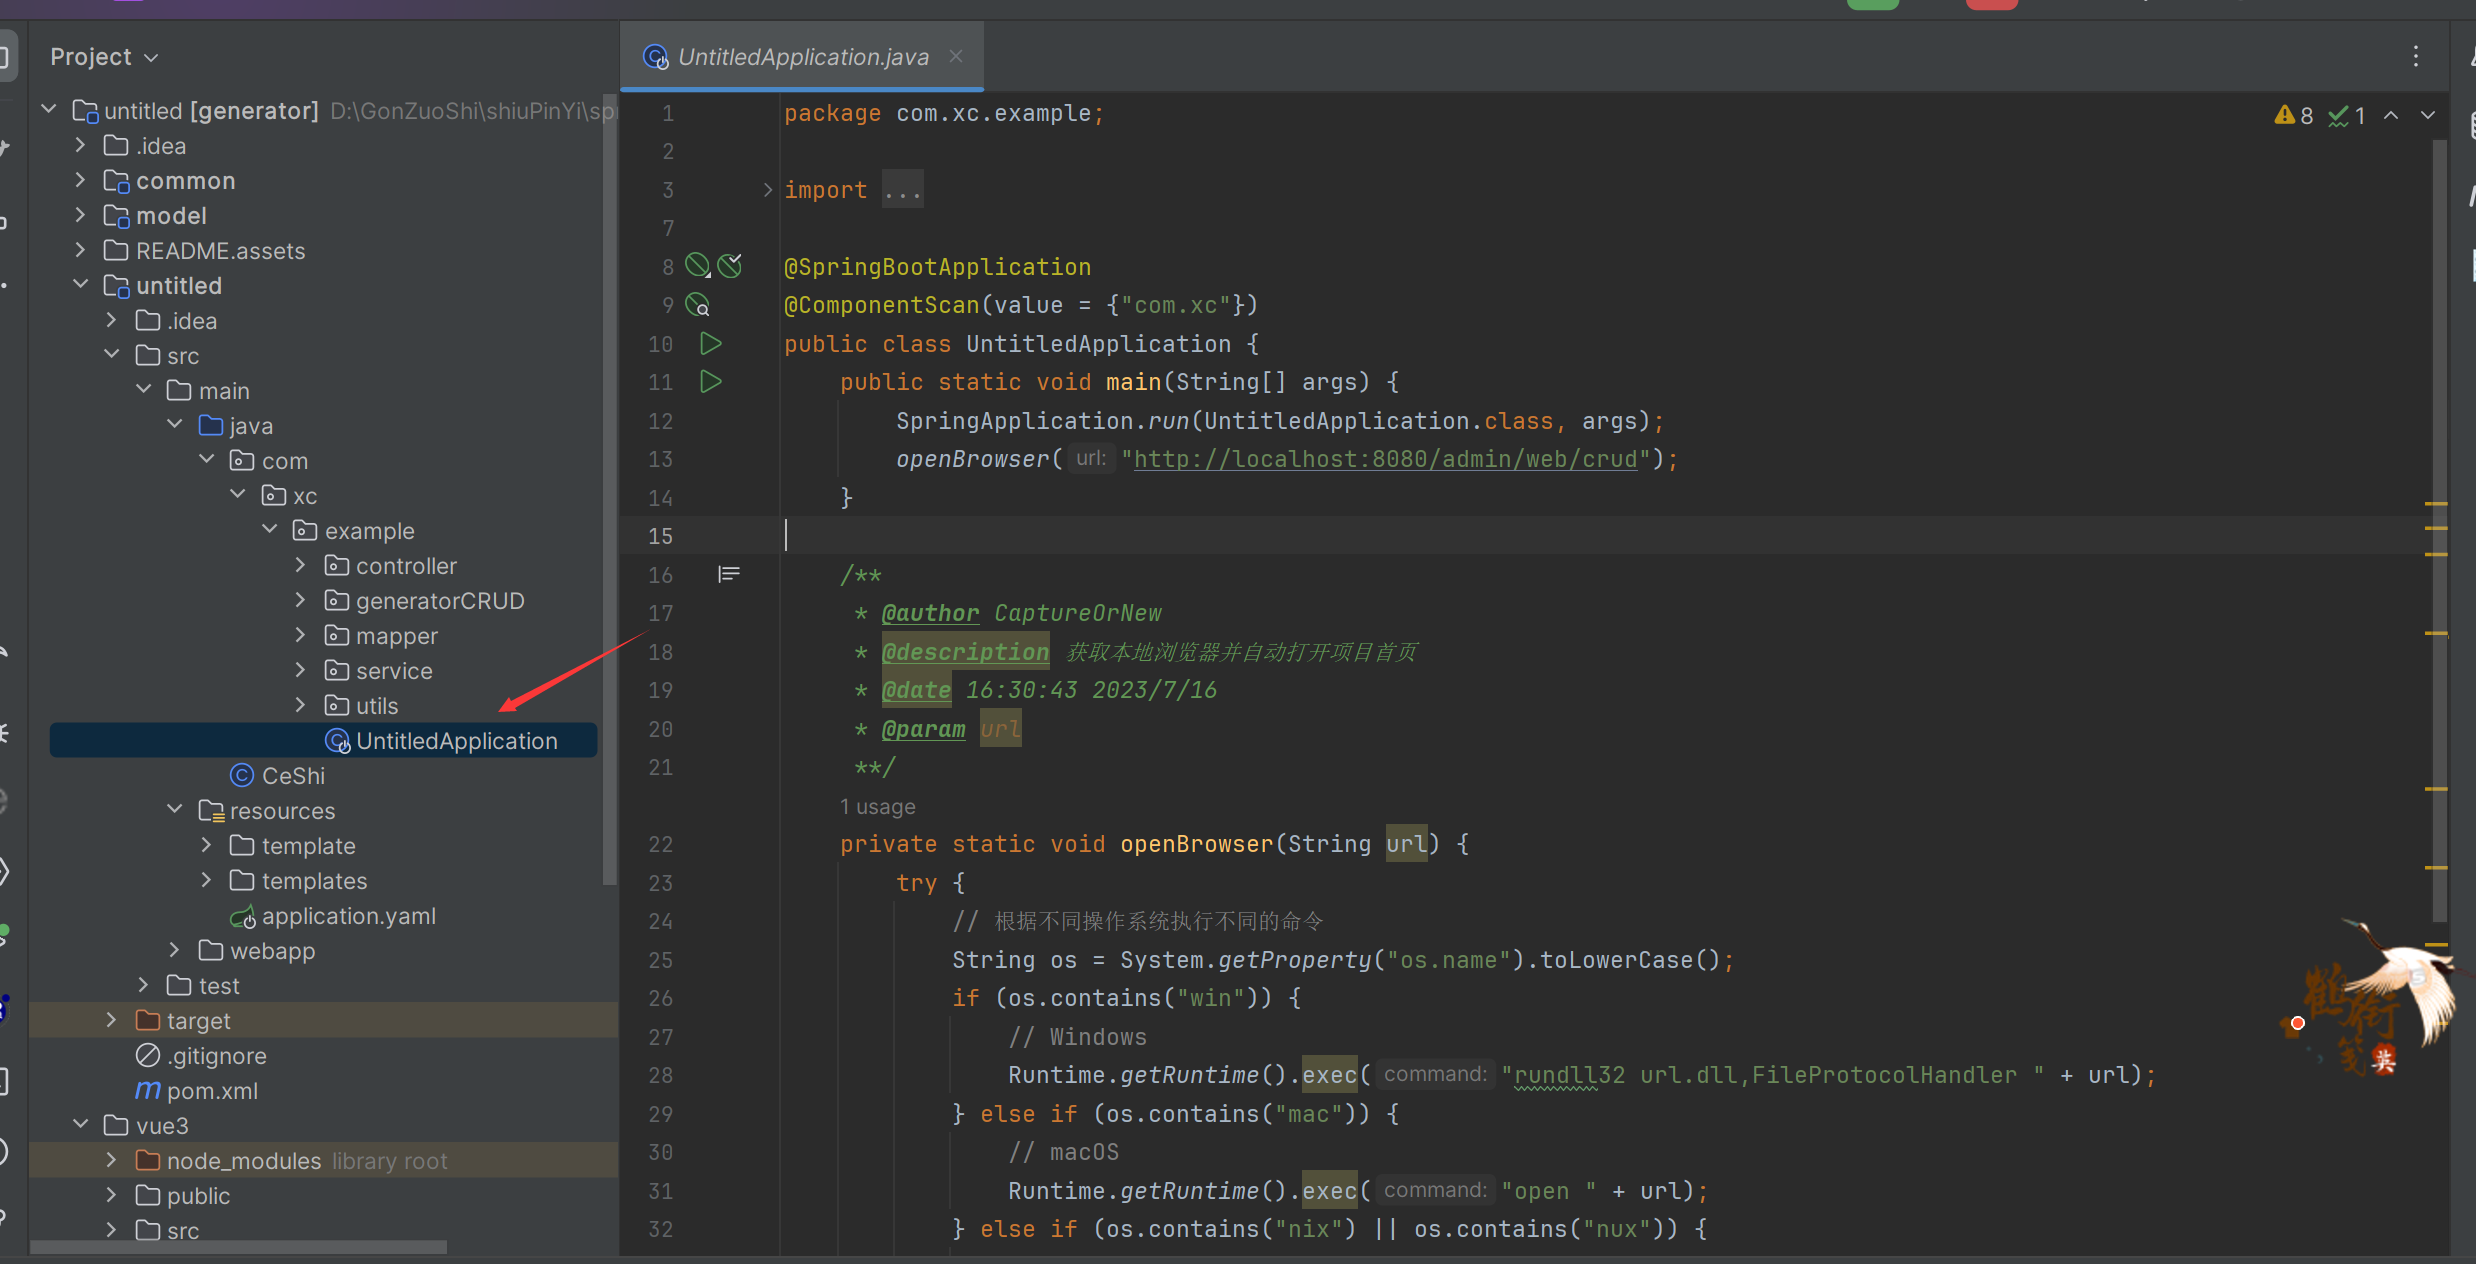 Project
untitled [generator] D:\GonZuoShi\shiuPinYi\sp
.idea
common
model
README.assets
untitled
.idea
src
main
java
com
xc
example
controller
generatorCRUD
mapper
service
utils
UntitledApplication
CeShi
resources
template
templates
application.yaml
webapp
test
target
.gitignore
pom.xml
vue3
node_modules library root
public
src
UntitledApplication.java
8 1
1 package com.xc.example;
2
3 import ...
7
8 @SpringBootApplication
9 @ComponentScan(value = {"com.xc"})
10 public class UntitledApplication {
11 public static void main(String[] args) {
12 SpringApplication.run(UntitledApplication.class, args);
13 openBrowser( url: "http://localhost:8080/admin/web/crud");
14 }
15
16 /**
17 * @author CaptureOrNew
18 * @description 获取本地浏览器并自动打开项目首页
19 * @date 16:30:43 2023/7/16
20 * @param url
21 **/
1 usage
22 private static void openBrowser(String url) {
23 try {
24 // 根据不同操作系统执行不同的命令
25 String os = System.getProperty("os.name").toLowerCase();
26 if (os.contains("win")) {
27 // Windows
28 Runtime.getRuntime().exec( command: "rundll32 url.dll,FileProtocolHandler " + url);
29 } else if (os.contains("mac")) {
30 // macOS
31 Runtime.getRuntime().exec( command: "open " + url);
32 } else if (os.contains("nix") || os.contains("nux")) {
鹤衔笺
英